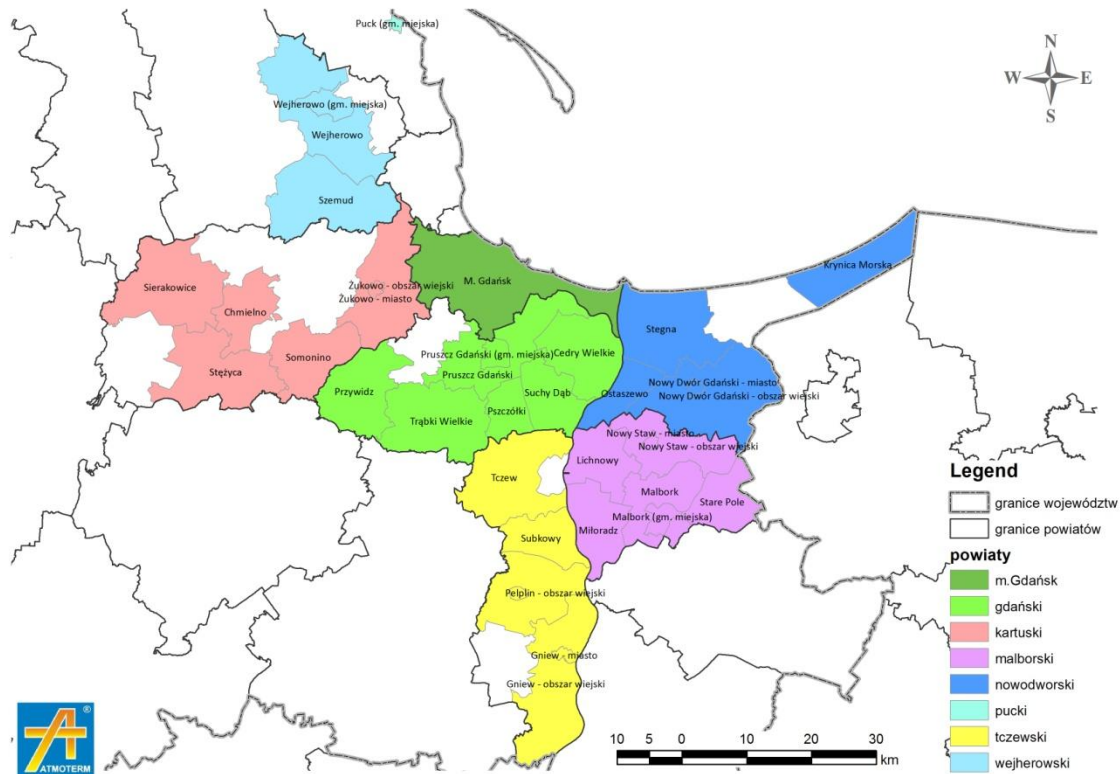 Puck (gm. miejska)
N
W E
S
Wejherowo (gm. miejska)
Wejherowo
Szemud
Krynica Morska
Sierakowice
Żukowo - obszar wiejski
M. Gdańsk
Żukowo - miasto
Chmielno
Stegna
Pruszcz Gdański (gm. miejska)
Cedry Wielkie
Somonino
Stężyca
Pruszcz Gdański
Nowy Dwór Gdański - miasto
Przywidz
Suchy Dąb
Ostaszewo
Nowy Dwór Gdański - obszar wiejski
Trąbki Wielkie
Pszczółki
Nowy Staw - miasto
Nowy Staw - obszar wiejski
Lichnowy
Tczew
Malbork
Stare Pole
Malbork (gm. miejska)
Miłoradz
Subkowy
Pelplin - obszar wiejski
Gniew - miasto
Gniew - obszar wiejski
Legend
granice województw
granice powiatów
powiaty
m.Gdańsk
gdański
kartuski
malborski
nowodworski
pucki
tczewski
wejherowski
10 5 0 10 20 30
km
®
ATMOTERM